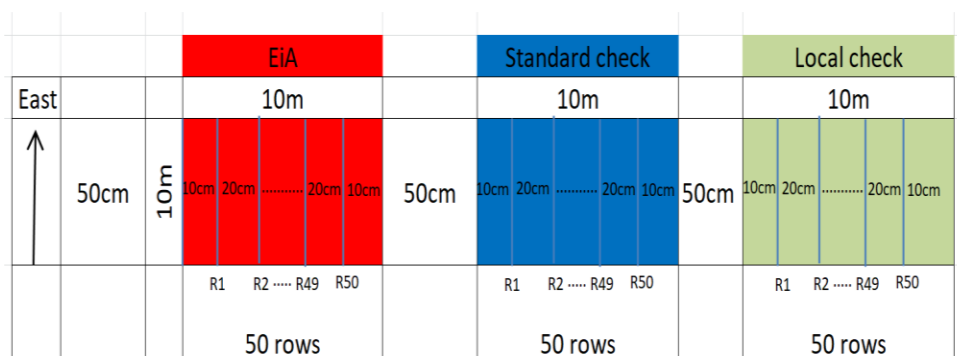 EiA Standard check Local check
East 10m 10m 10m
50cm 10m 10cm 20cm ........... 20cm 10cm 50cm 10cm 20cm ........... 20cm 10cm 50cm 10cm 20cm ........... 20cm 10cm
R1 R2 ..... R49 R50 R1 R2 ..... R49 R50 R1 R2 ..... R49 R50
50 rows 50 rows 50 rows